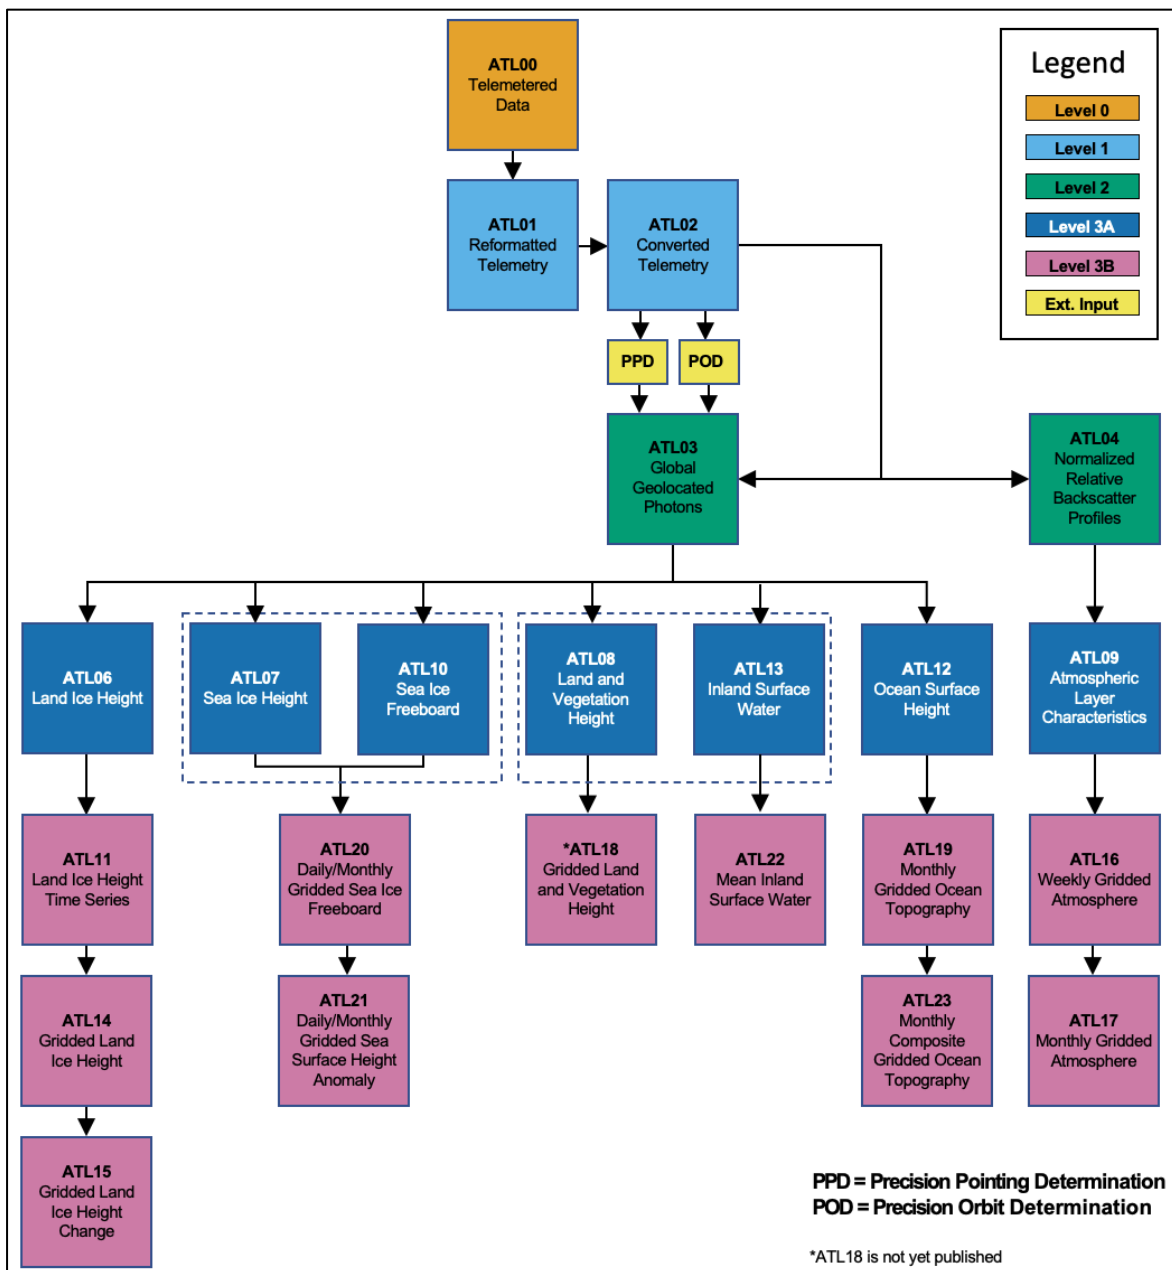 ATL00
Telemetered
Data
Legend
Level 0
Level 1
Level 2
Level 3A
Level 3B
Ext. Input
ATL01
Reformatted
Telemetry
ATL02
Converted
Telemetry
PPD
POD
ATL03
Global
Geolocated
Photons
ATL04
Normalized
Relative
Backscatter
Profiles
ATL06
Land Ice Height
ATL07
Sea Ice Height
ATL10
Sea Ice
Freeboard
ATL08
Land and
Vegetation
Height
ATL13
Inland Surface
Water
ATL12
Ocean Surface
Height
ATL09
Atmospheric
Layer
Characteristics
ATL11
Land Ice Height
Time Series
ATL20
Daily/Monthly
Gridded Sea Ice
Freeboard
*ATL18
Gridded Land
and Vegetation
Height
ATL22
Mean Inland
Surface Water
ATL19
Monthly
Gridded Ocean
Topography
ATL16
Weekly Gridded
Atmosphere
ATL14
Gridded Land
Ice Height
ATL21
Daily/Monthly
Gridded Sea
Surface Height
Anomaly
ATL23
Monthly
Composite
Gridded Ocean
Topography
ATL17
Monthly Gridded
Atmosphere
ATL15
Gridded Land
Ice Height
Change
PPD = Precision Pointing Determination
POD = Precision Orbit Determination
*ATL18 is not yet published